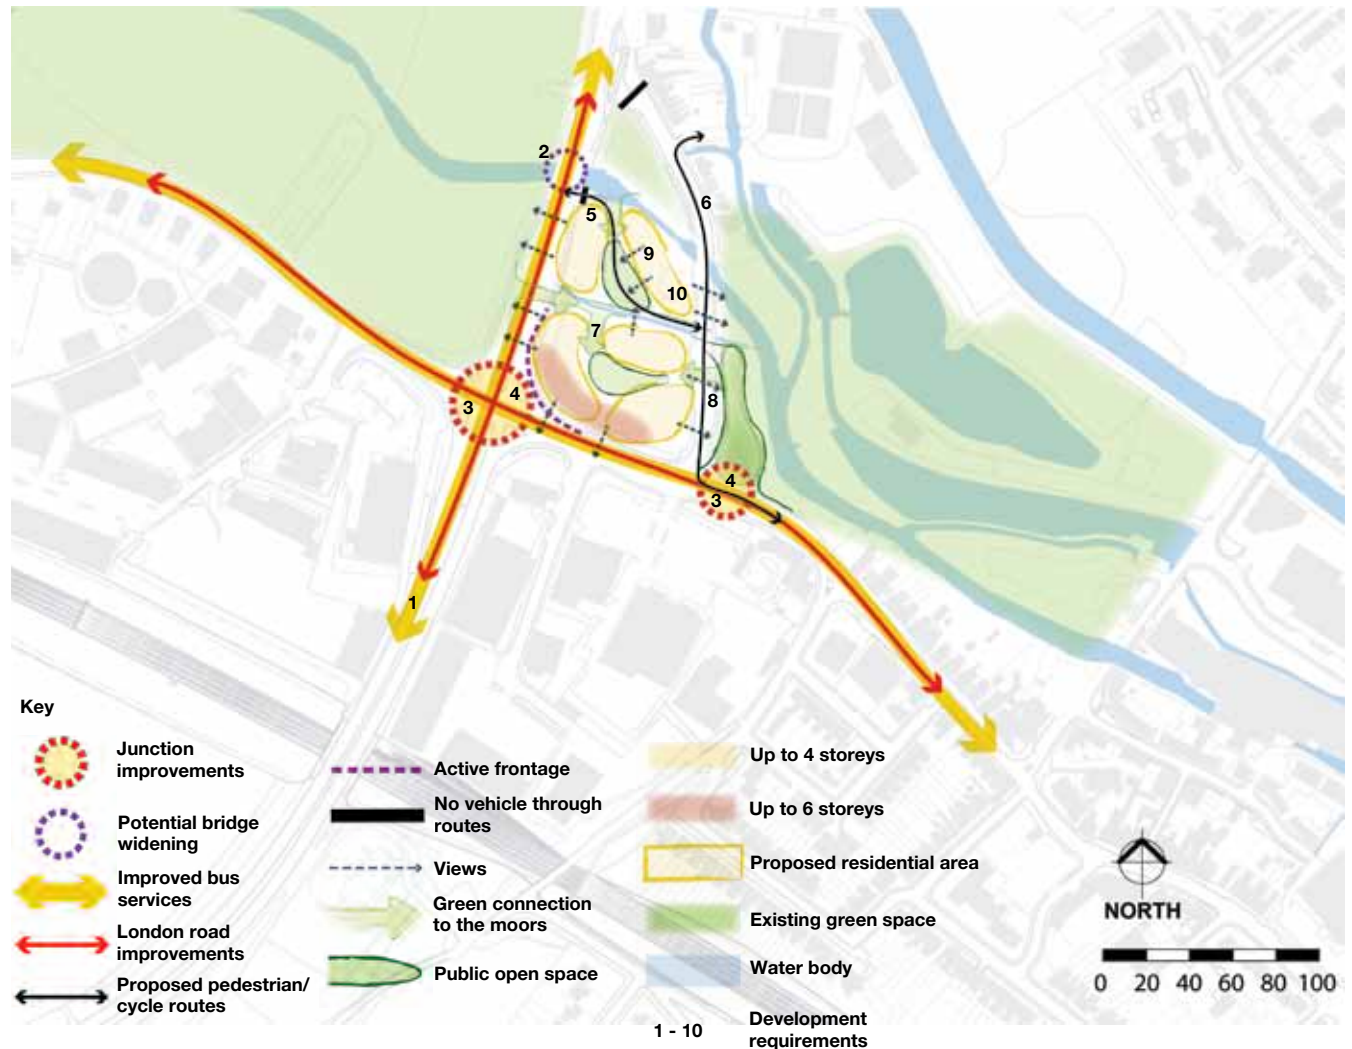 2
6
5
9
10
7
4
3
8
4
3
1
Key
Junction
improvements
Potential bridge
widening
Improved bus
services
London road
improvements
Proposed pedestrian/
cycle routes
Active frontage
No vehicle through
routes
Views
Green connection
to the moors
Public open space
1 - 10
Up to 4 storeys
Up to 6 storeys
Proposed residential area
Existing green space
Water body
Development
requirements
NORTH
0 20 40 60 80 100